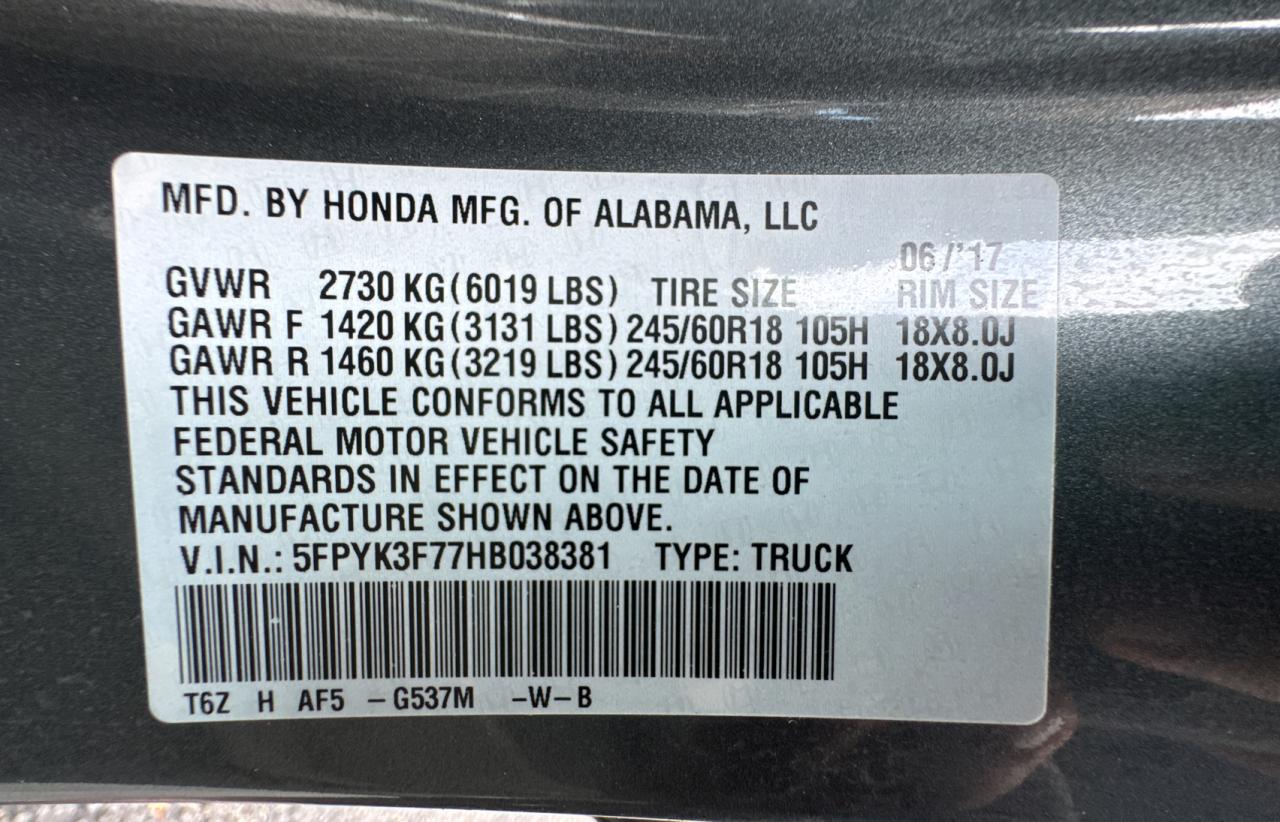 MFD. BY HONDA MFG. OF ALABAMA, LLC
06/'17
GVWR 2730 KG(6019 LBS) TIRE SIZE RIM SIZE
GAWR F 1420 KG(3131 LBS) 245/60R18 105H 18X8.0J
GAWR R 1460 KG(3219 LBS) 245/60R18 105H 18X8.0J
THIS VEHICLE CONFORMS TO ALL APPLICABLE
FEDERAL MOTOR VEHICLE SAFETY
STANDARDS IN EFFECT ON THE DATE OF
MANUFACTURE SHOWN ABOVE.
V.I.N.: 5FPYK3F77HB038381 TYPE: TRUCK
T6Z H AF5 -G537M -W-B